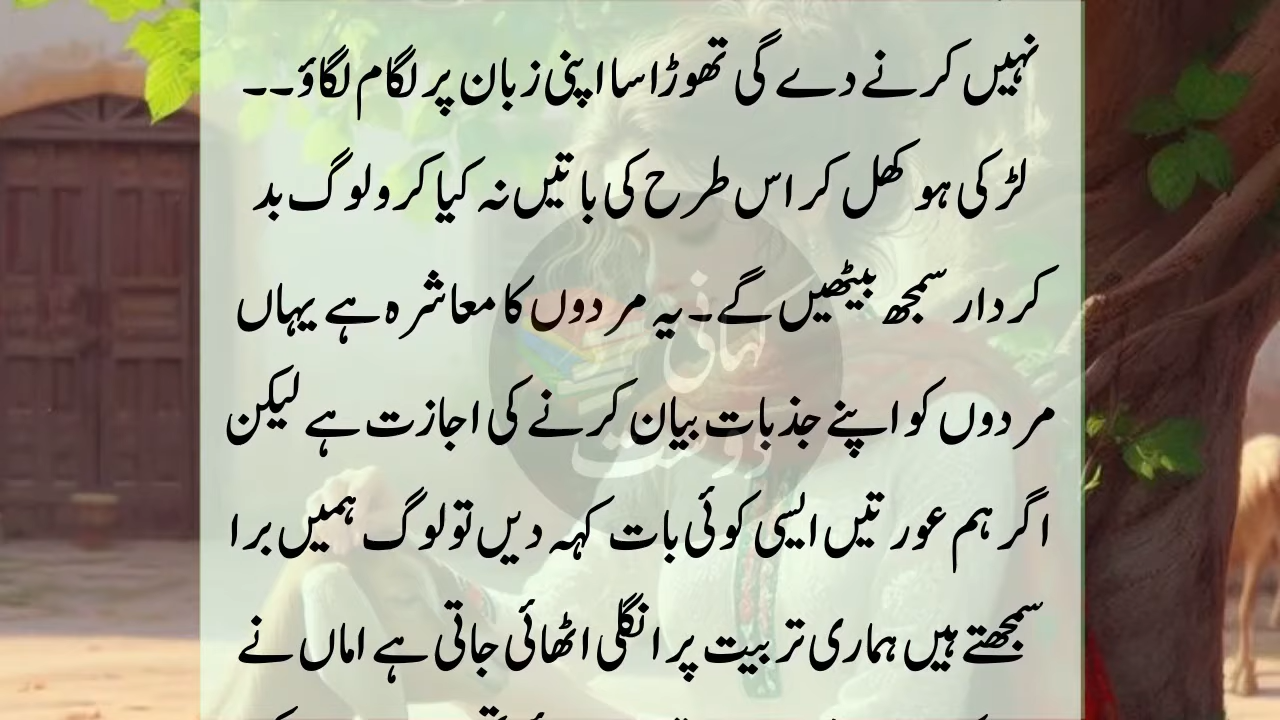 نہیں کرنے دے گی تھوڑا سا اپنی زبان پر لگام لگاؤ۔۔
لڑکی ہو کھل کر اس طرح کی باتیں نہ کیا کرو لوگ بد
کردار سمجھ بیٹھیں گے۔ یہ مردوں کا معاشرہ ہے یہاں
مردوں کو اپنے جذبات بیان کرنے کی اجازت ہے لیکن
اگر ہم عورتیں ایسی کوئی بات کہہ دیں تو لوگ ہمیں برا
سمجھتے ہیں ہماری تربیت پر انگلی اٹھائی جاتی ہے اماں نے
کہانی
دوست